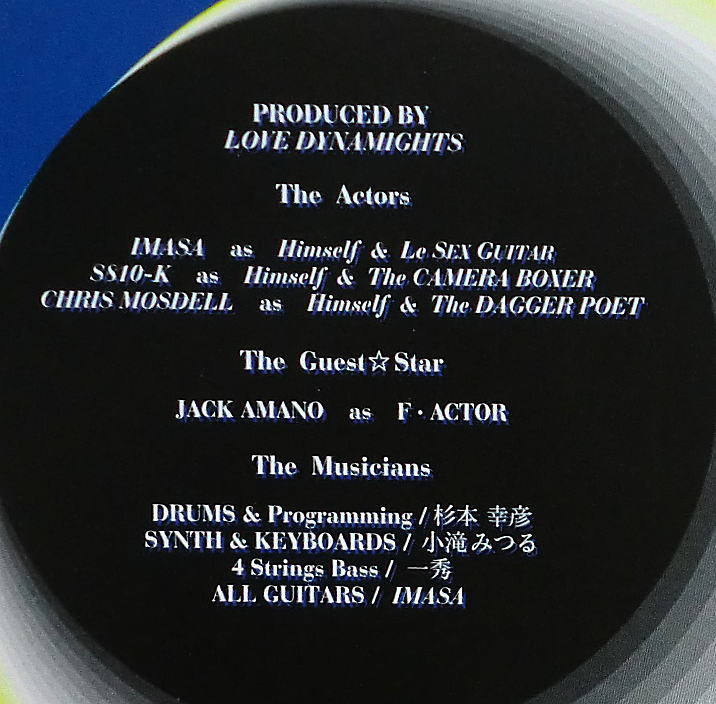 PRODUCED BY
LOVE DYNAMIGHTS
The Actors
IMASA as Himself & Le SEX GUITAR
SS10-K as Himself & The CAMERA BOXER
CHRIS MOSDELL as Himself & The DAGGER POET
The Guest☆Star
JACK AMANO as F・ACTOR
The Musicians
DRUMS & Programming / 杉本 幸彦
SYNTH & KEYBOARDS / 小滝みつる
4 Strings Bass / 一秀
ALL GUITARS / IMASA